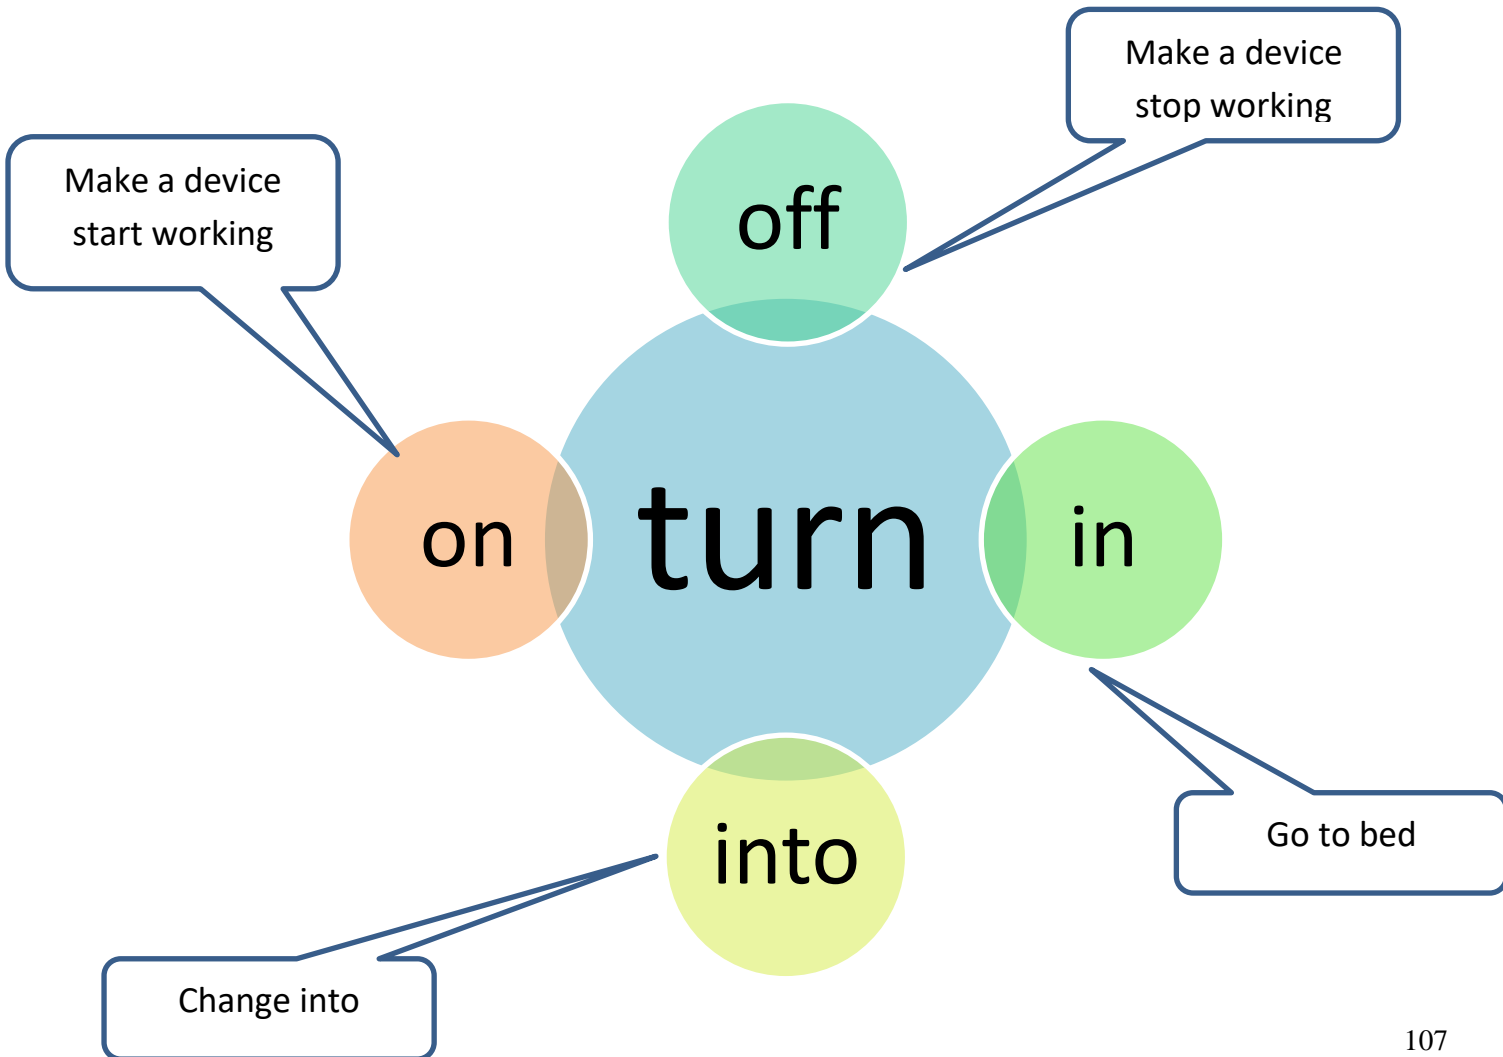 Make a device
stop working
Make a device
start working
off
on
turn
in
into
Go to bed
Change into
107